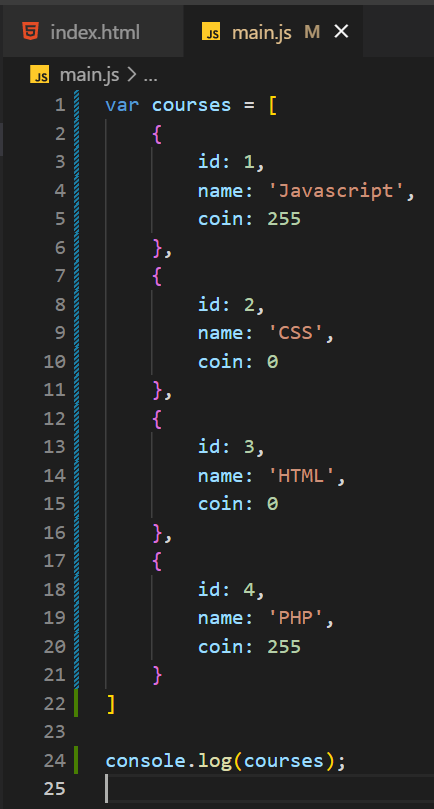 index.html main.js M
JS main.js > ...
1 var courses = [
2     {
3         id: 1,
4         name: 'Javascript',
5         coin: 255
6     },
7     {
8         id: 2,
9         name: 'CSS',
10         coin: 0
11     },
12     {
13         id: 3,
14         name: 'HTML',
15         coin: 0
16     },
17     {
18         id: 4,
19         name: 'PHP',
20         coin: 255
21     }
22 ]
23
24 console.log(courses);
25